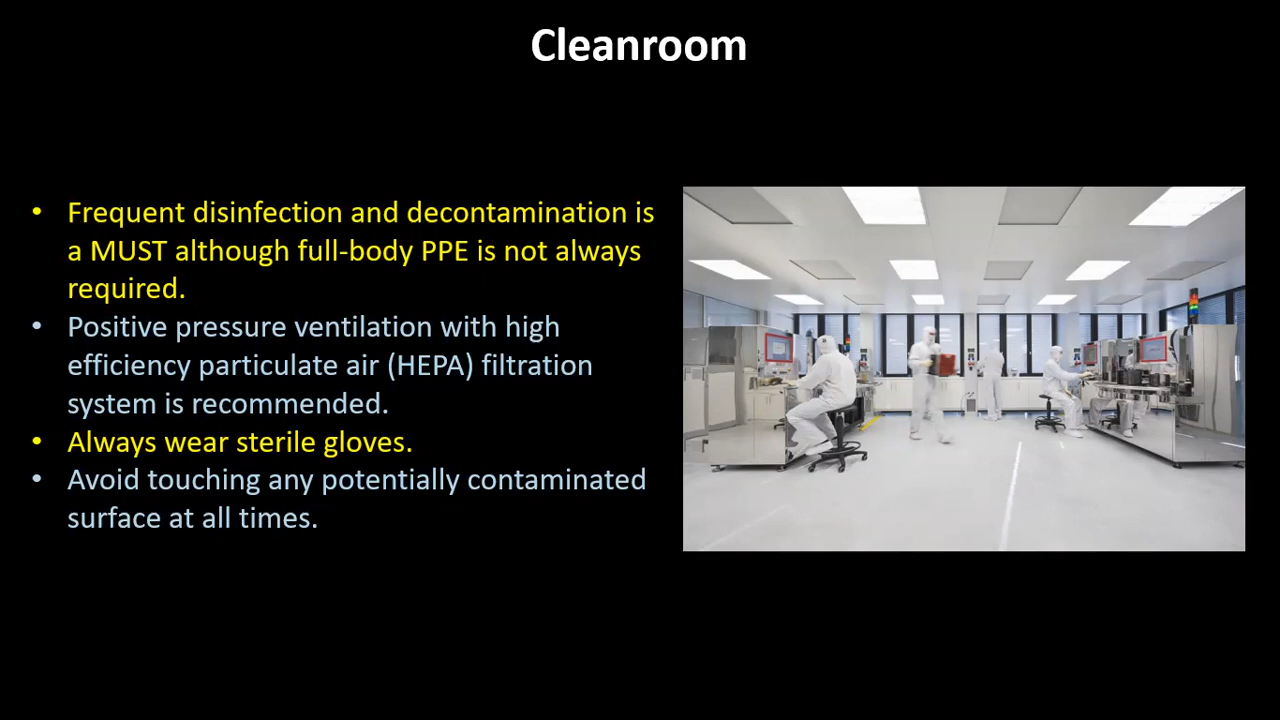 Cleanroom
• Frequent disinfection and decontamination is
a MUST although full-body PPE is not always
required.
• Positive pressure ventilation with high
efficiency particulate air (HEPA) filtration
system is recommended.
• Always wear sterile gloves.
• Avoid touching any potentially contaminated
surface at all times.